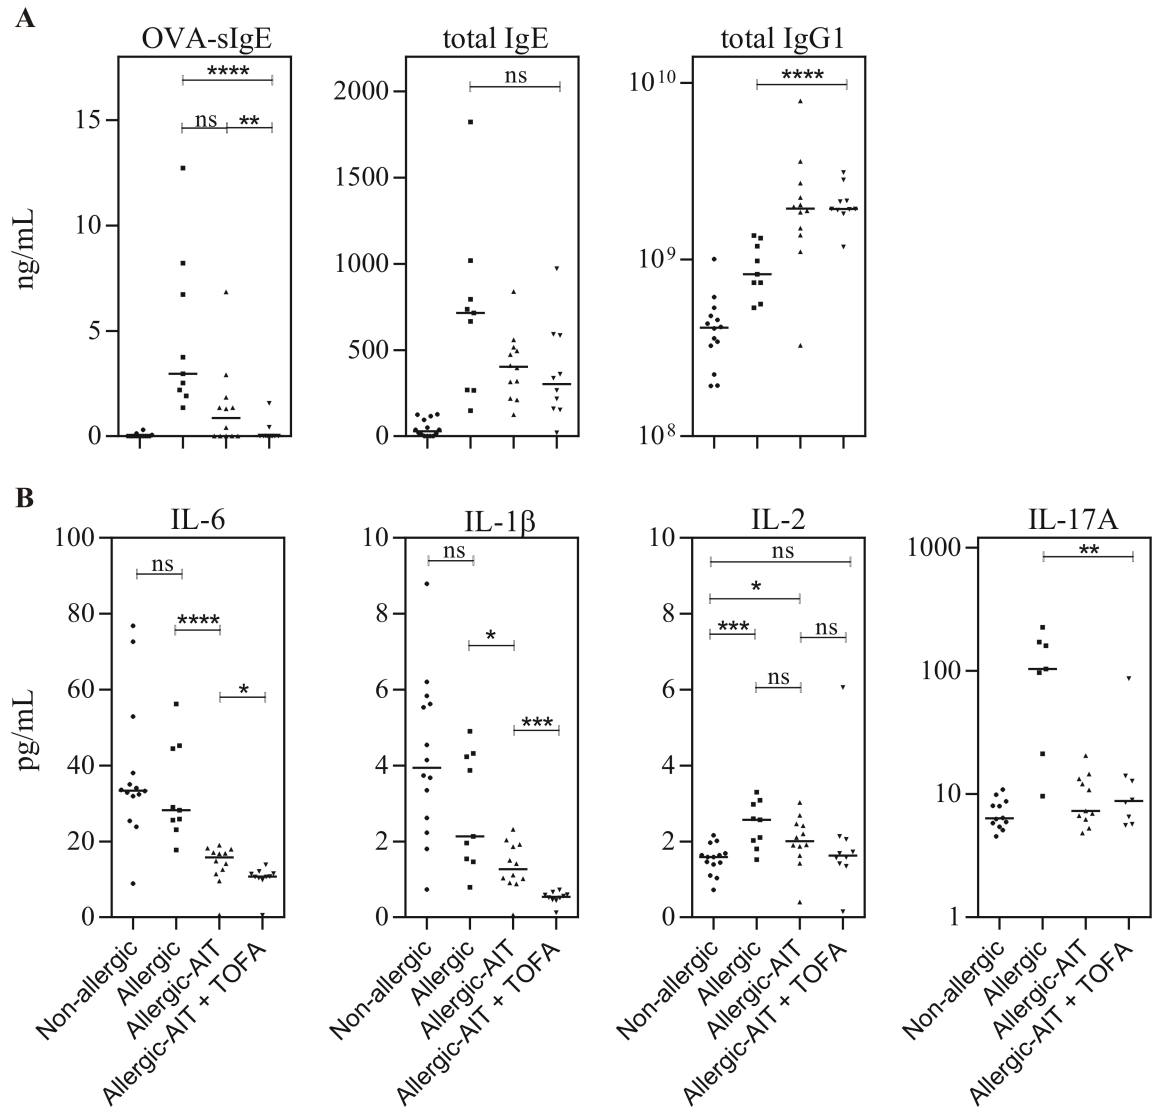 A
OVA-sIgE
total IgE
total IgG1
ng/mL
15
10
5
0
****
ns
**
2000
1500
1000
500
0
ns
10^10
10^9
10^8
****
B
IL-6
IL-1β
IL-2
IL-17A
pg/mL
100
80
60
40
20
0
ns
****
*
10
8
6
4
2
0
ns
*
***
10
8
6
4
2
0
ns
*
***
ns
ns
1000
100
10
1
**
Non-allergic
Allergic
Allergic-AIT
Allergic-AIT + TOFA
Non-allergic
Allergic
Allergic-AIT
Allergic-AIT + TOFA
Non-allergic
Allergic
Allergic-AIT
Allergic-AIT + TOFA
Non-allergic
Allergic
Allergic-AIT
Allergic-AIT + TOFA